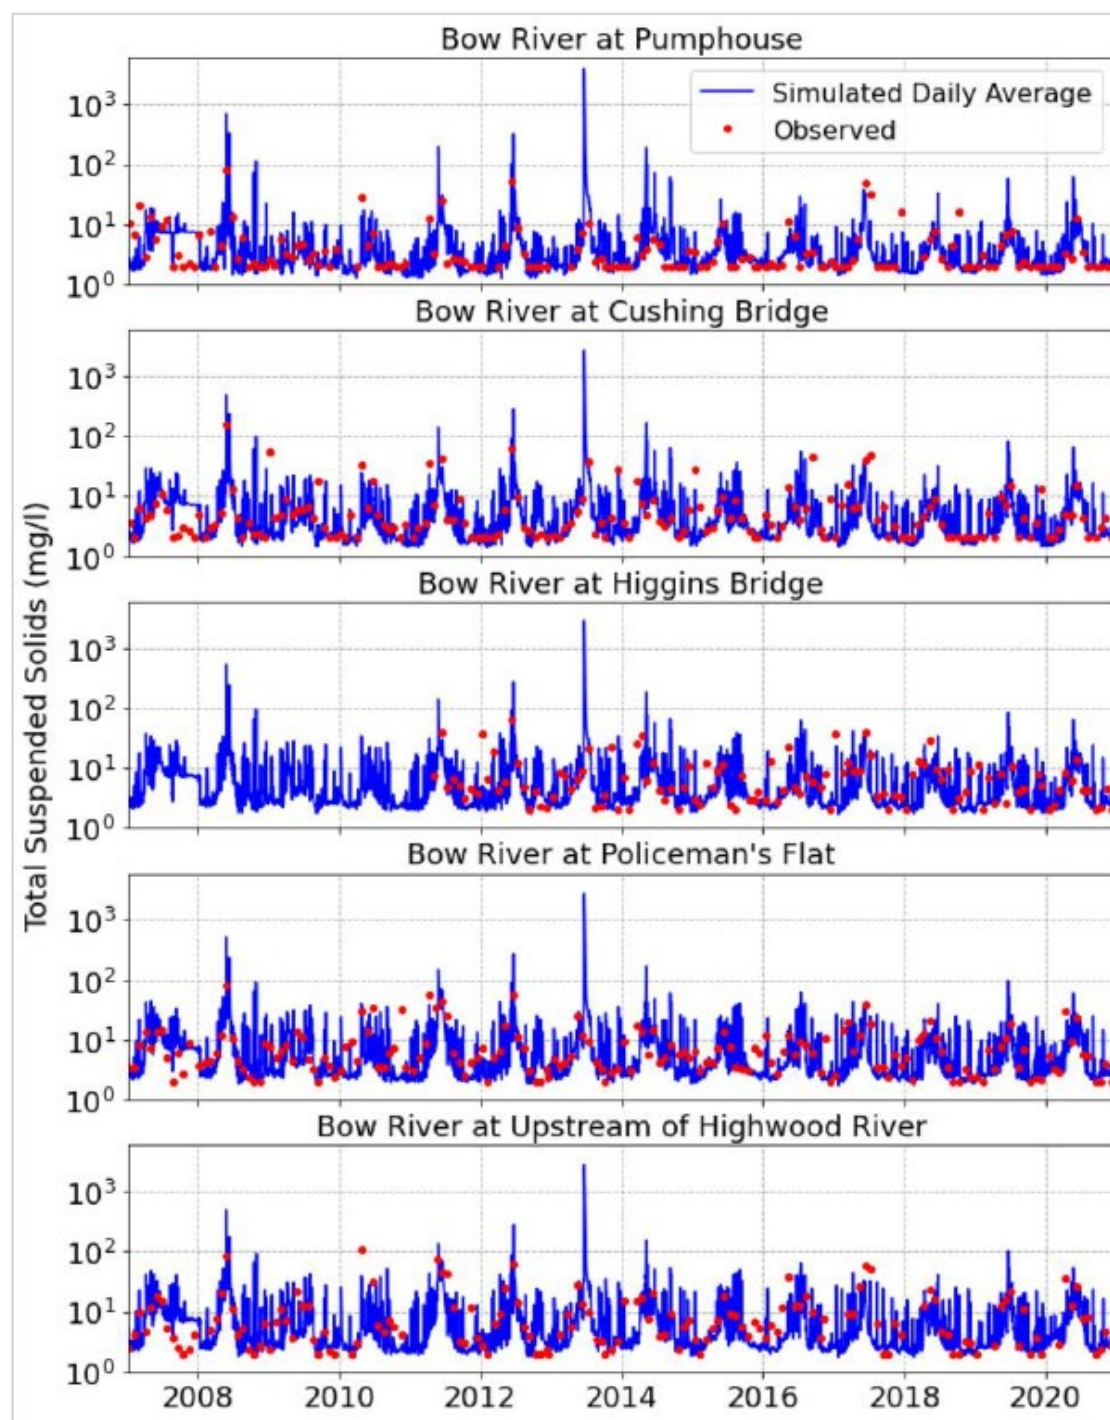 Bow River at Pumphouse
Simulated Daily Average
Observed
10³
10²
10¹
10⁰
Bow River at Cushing Bridge
10³
10²
10¹
10⁰
Bow River at Higgins Bridge
10³
10²
10¹
10⁰
Total Suspended Solids (mg/l)
Bow River at Policeman's Flat
10³
10²
10¹
10⁰
Bow River at Upstream of Highwood River
10³
10²
10¹
10⁰
2008 2010 2012 2014 2016 2018 2020